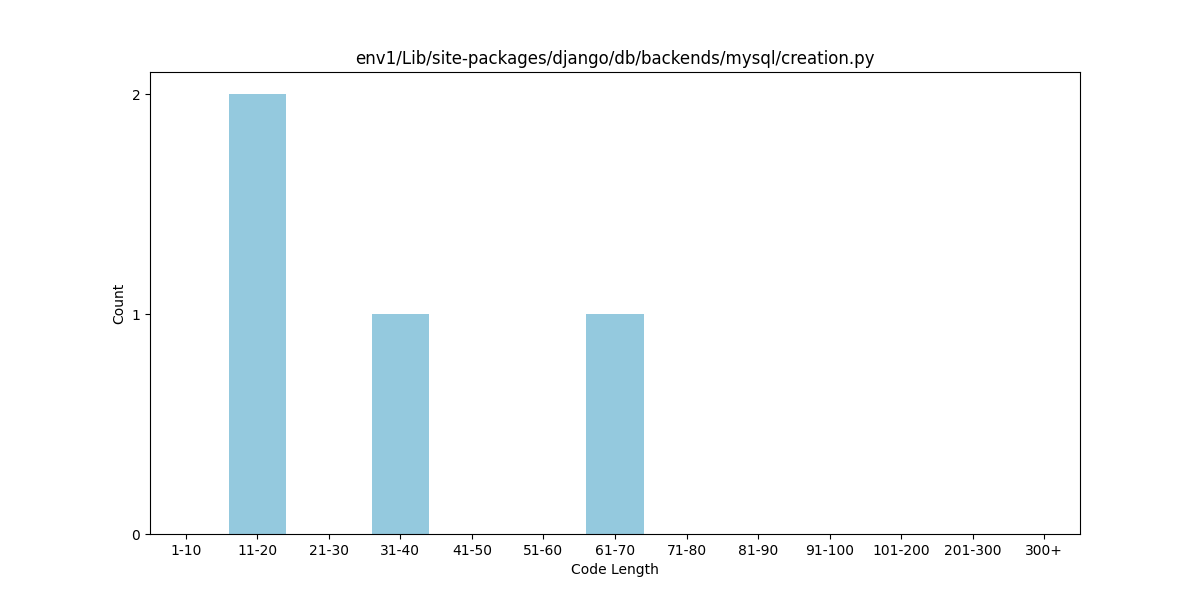 env1/Lib/site-packages/django/db/backends/mysql/creation.py
Count
2
1
0
1-10 11-20 21-30 31-40 41-50 51-60 61-70 71-80 81-90 91-100 101-200 201-300 300+
Code Length